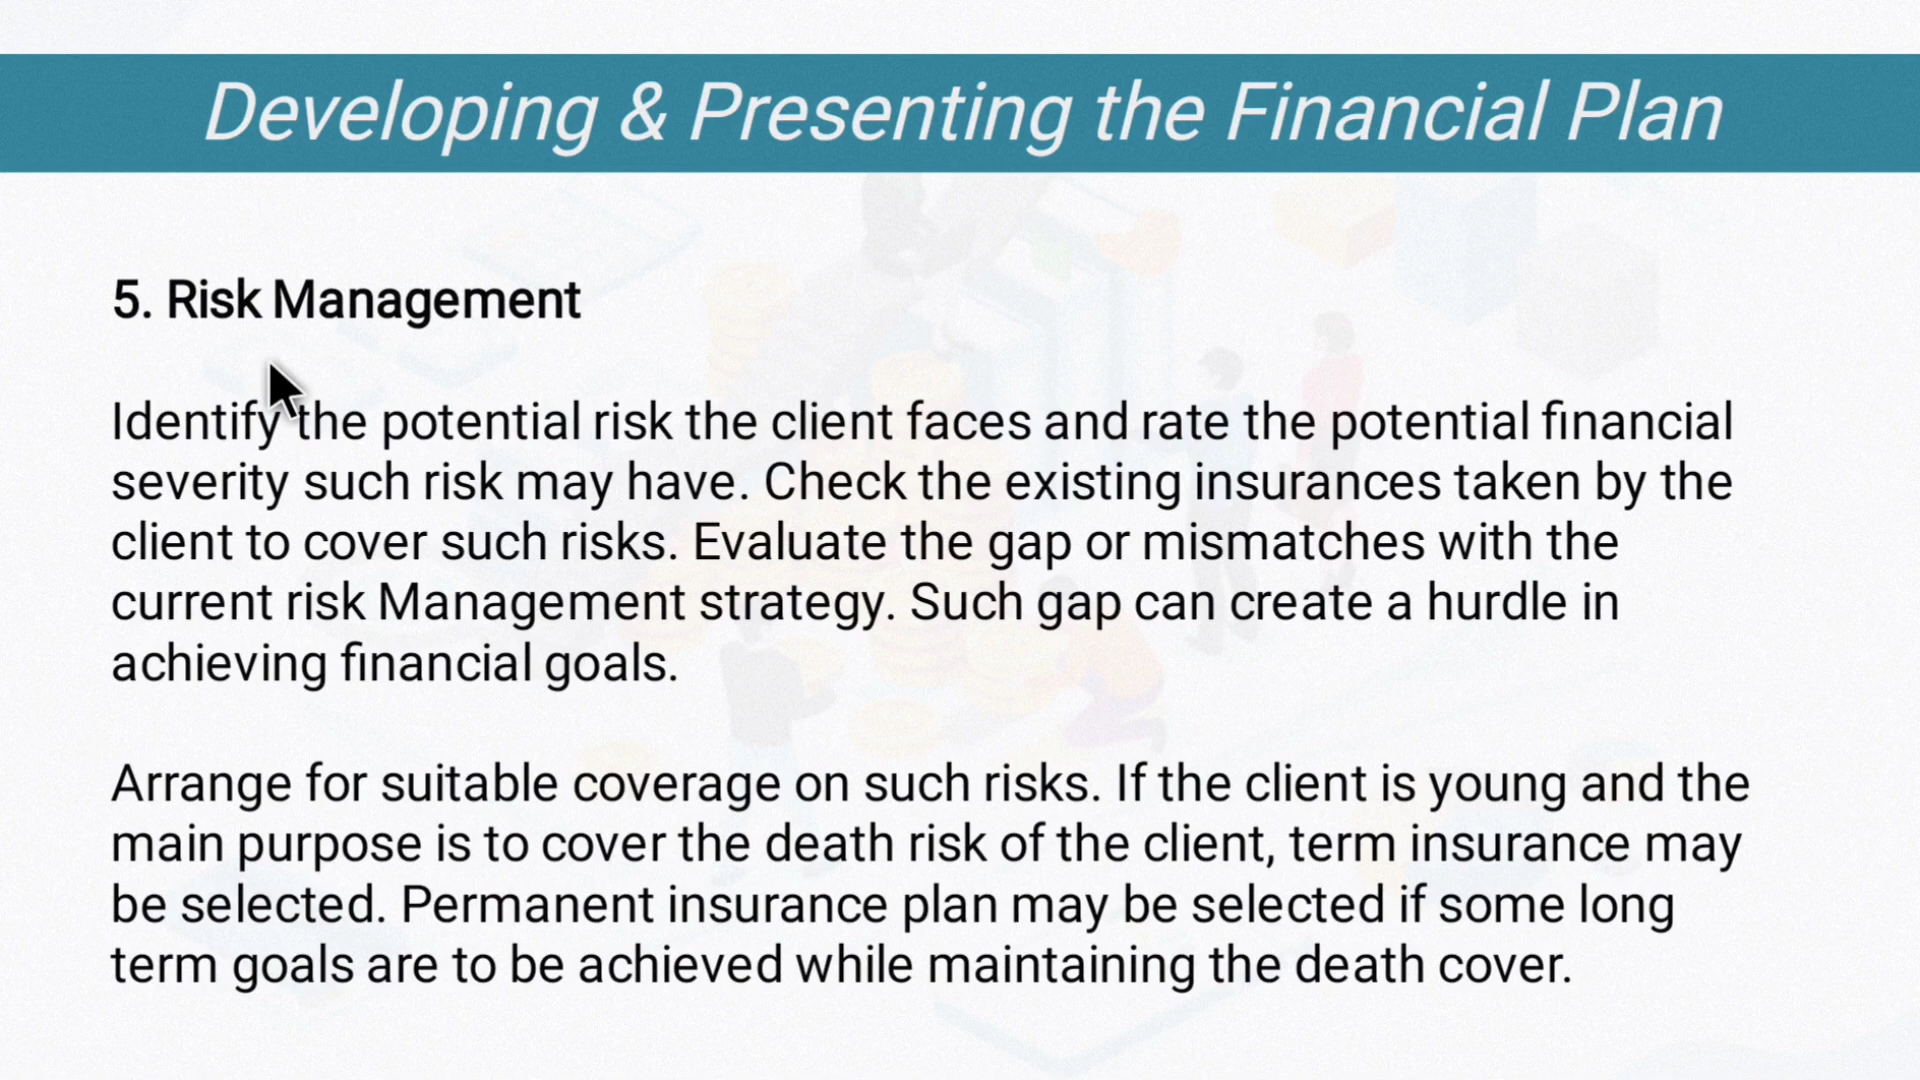 Developing & Presenting the Financial Plan
5. Risk Management
Identify the potential risk the client faces and rate the potential financial
severity such risk may have. Check the existing insurances taken by the
client to cover such risks. Evaluate the gap or mismatches with the
current risk Management strategy. Such gap can create a hurdle in
achieving financial goals.
Arrange for suitable coverage on such risks. If the client is young and the
main purpose is to cover the death risk of the client, term insurance may
be selected. Permanent insurance plan may be selected if some long
term goals are to be achieved while maintaining the death cover.